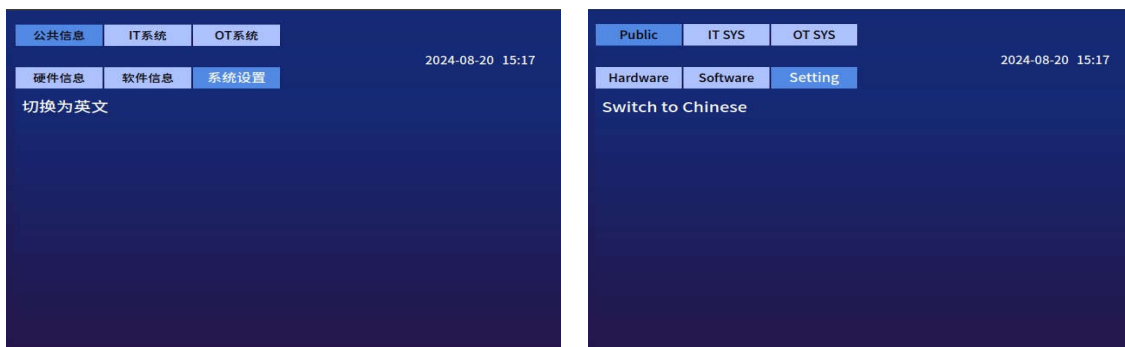 公共信息 IT系统 OT系统
2024-08-20 15:17
硬件信息 软件信息 系统设置
切换为英文
Public IT SYS OT SYS
2024-08-20 15:17
Hardware Software Setting
Switch to Chinese